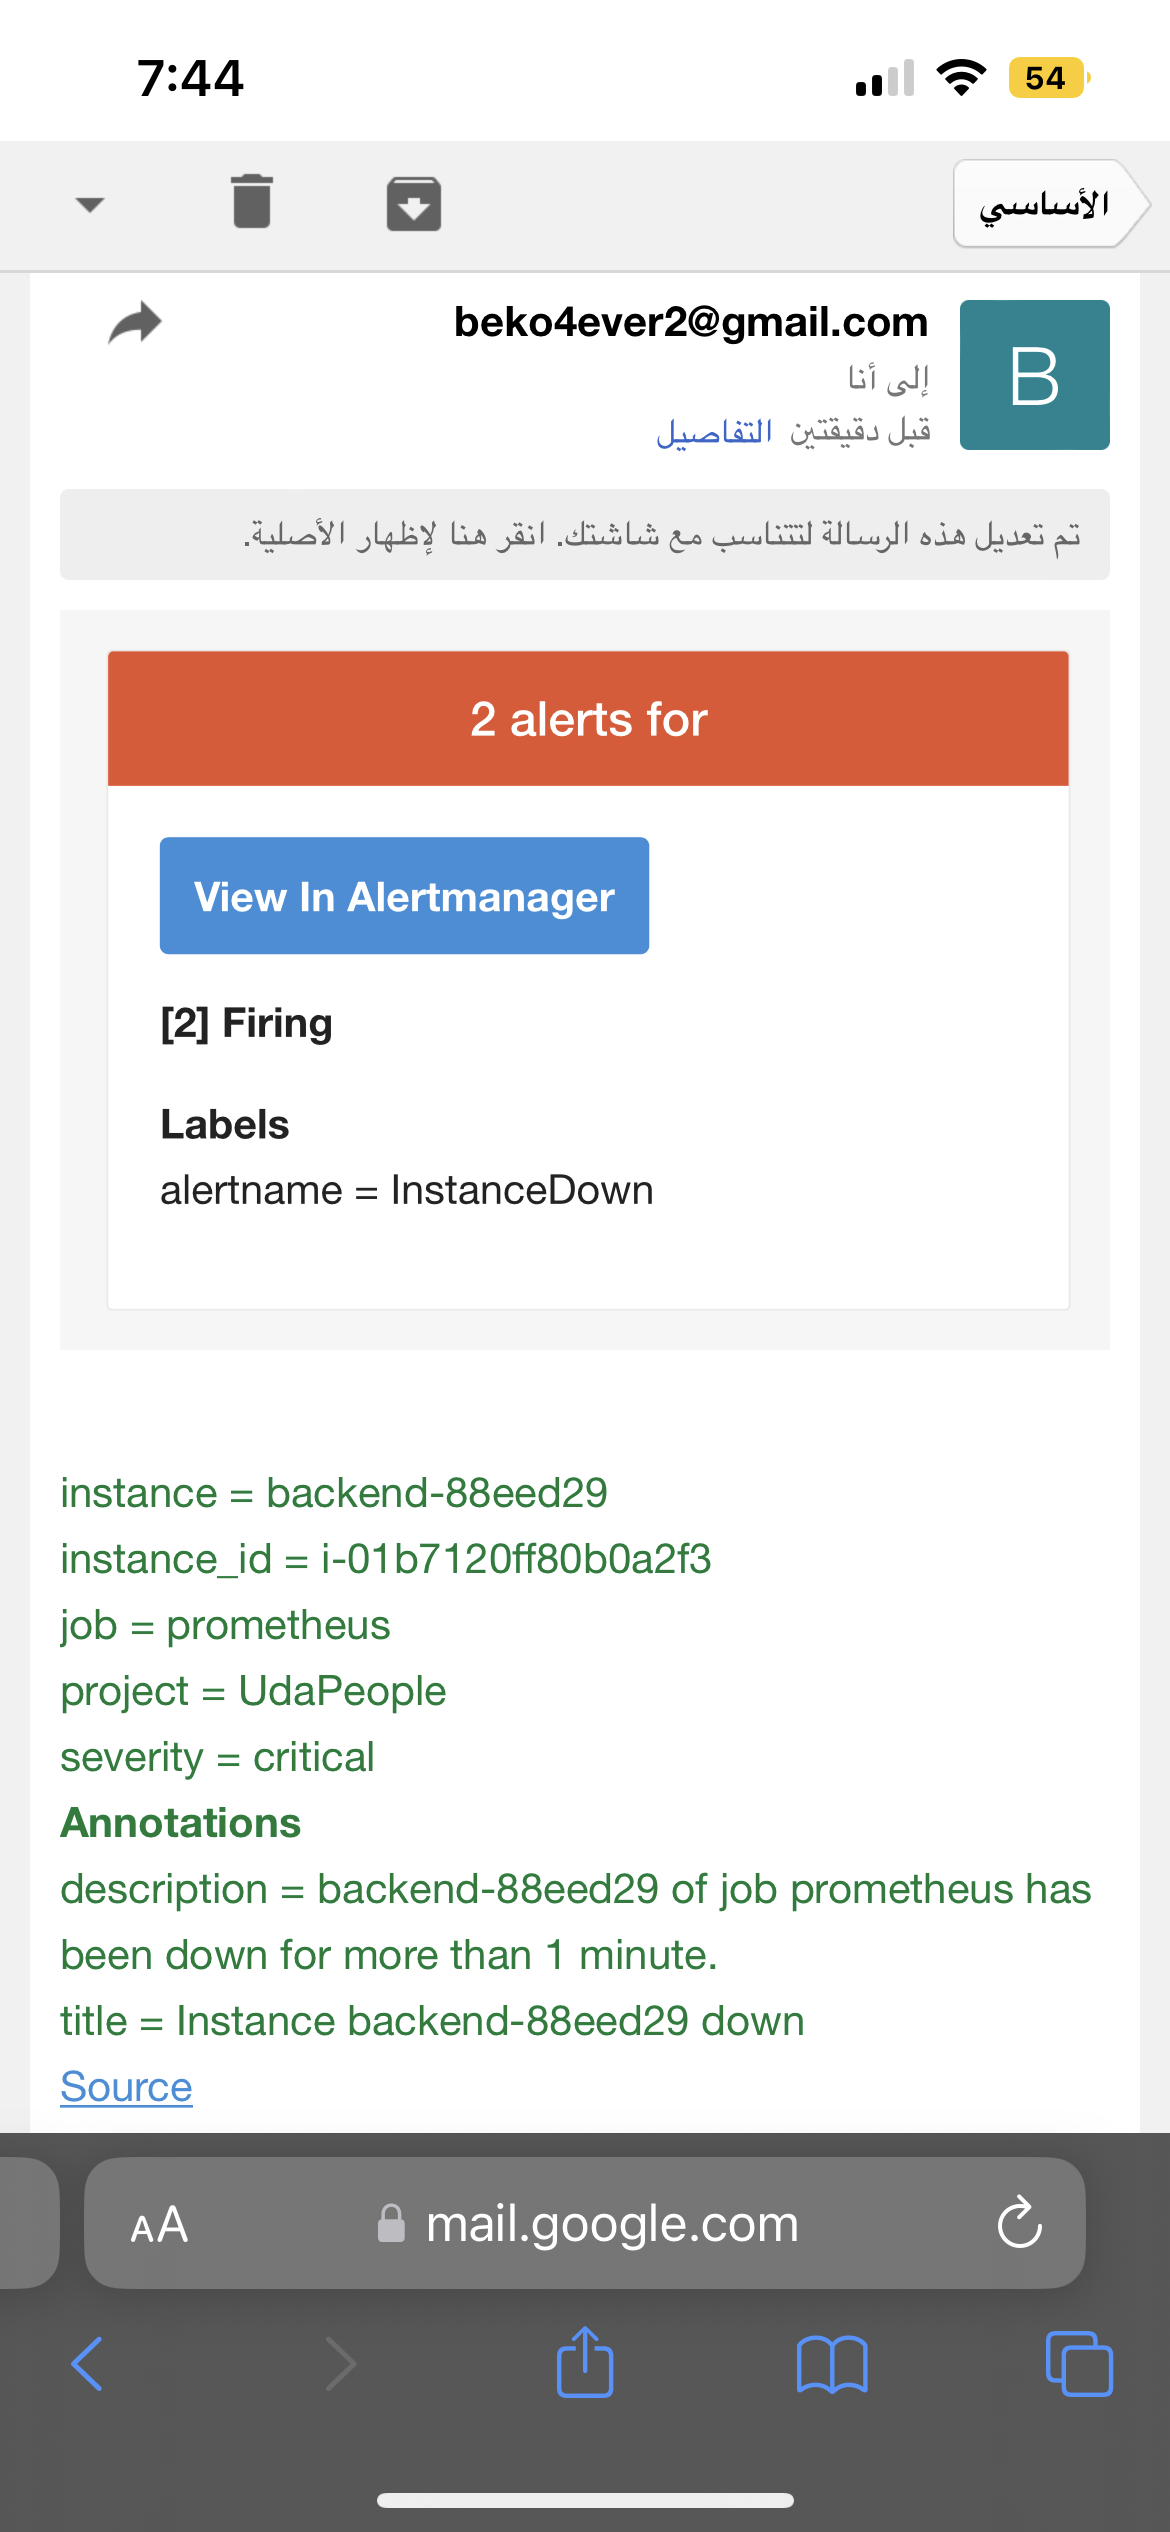 7:44
54
الأساسي
beko4ever2@gmail.com
B
إلى أنا
قبل دقيقتين التفاصيل
تم تعديل هذه الرسالة لتتناسب مع شاشتك. انقر هنا لإظهار الأصلية.
2 alerts for
View In Alertmanager
[2] Firing
Labels
alertname = InstanceDown
instance = backend-88eed29
instance_id = i-01b7120ff80b0a2f3
job = prometheus
project = UdaPeople
severity = critical
Annotations
description = backend-88eed29 of job prometheus has
been down for more than 1 minute.
title = Instance backend-88eed29 down
Source
AA
mail.google.com